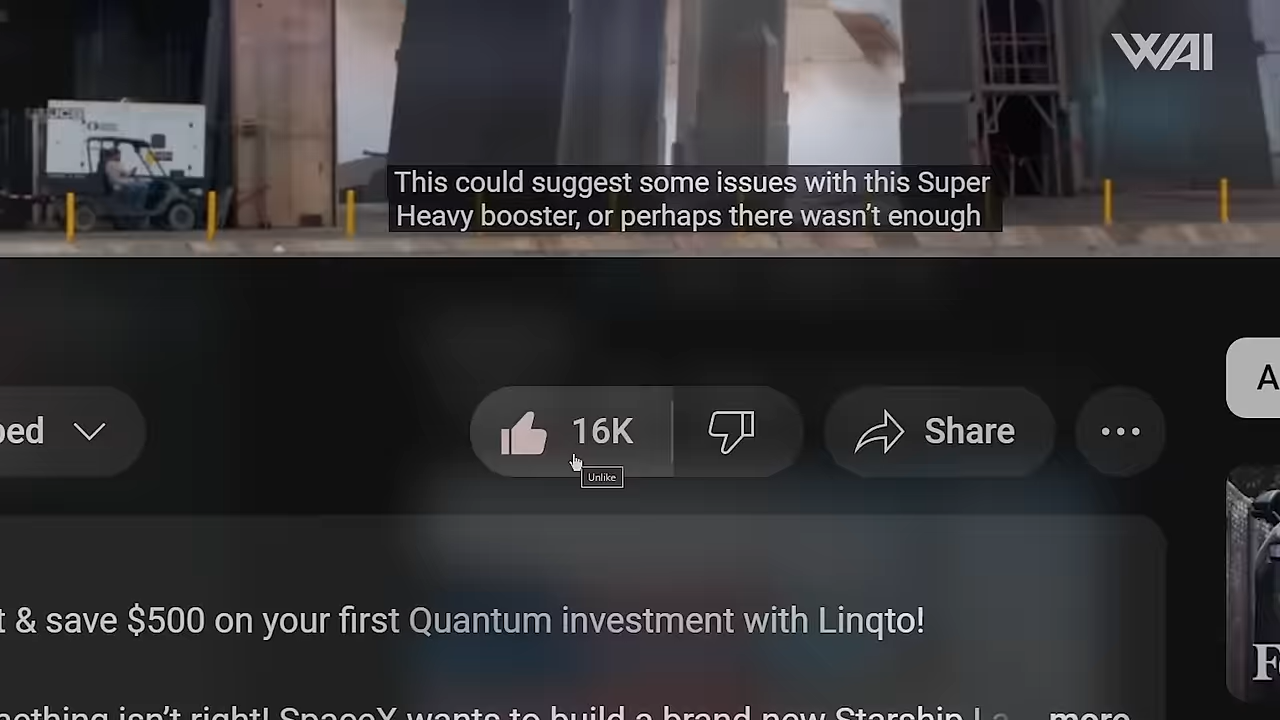 WAI
This could suggest some issues with this Super
Heavy booster, or perhaps there wasn't enough
16K
Share
Unlike
& save $500 on your first Quantum investment with Linqto!
isn't right! SpaceX wants to build a brand new Starship
...more